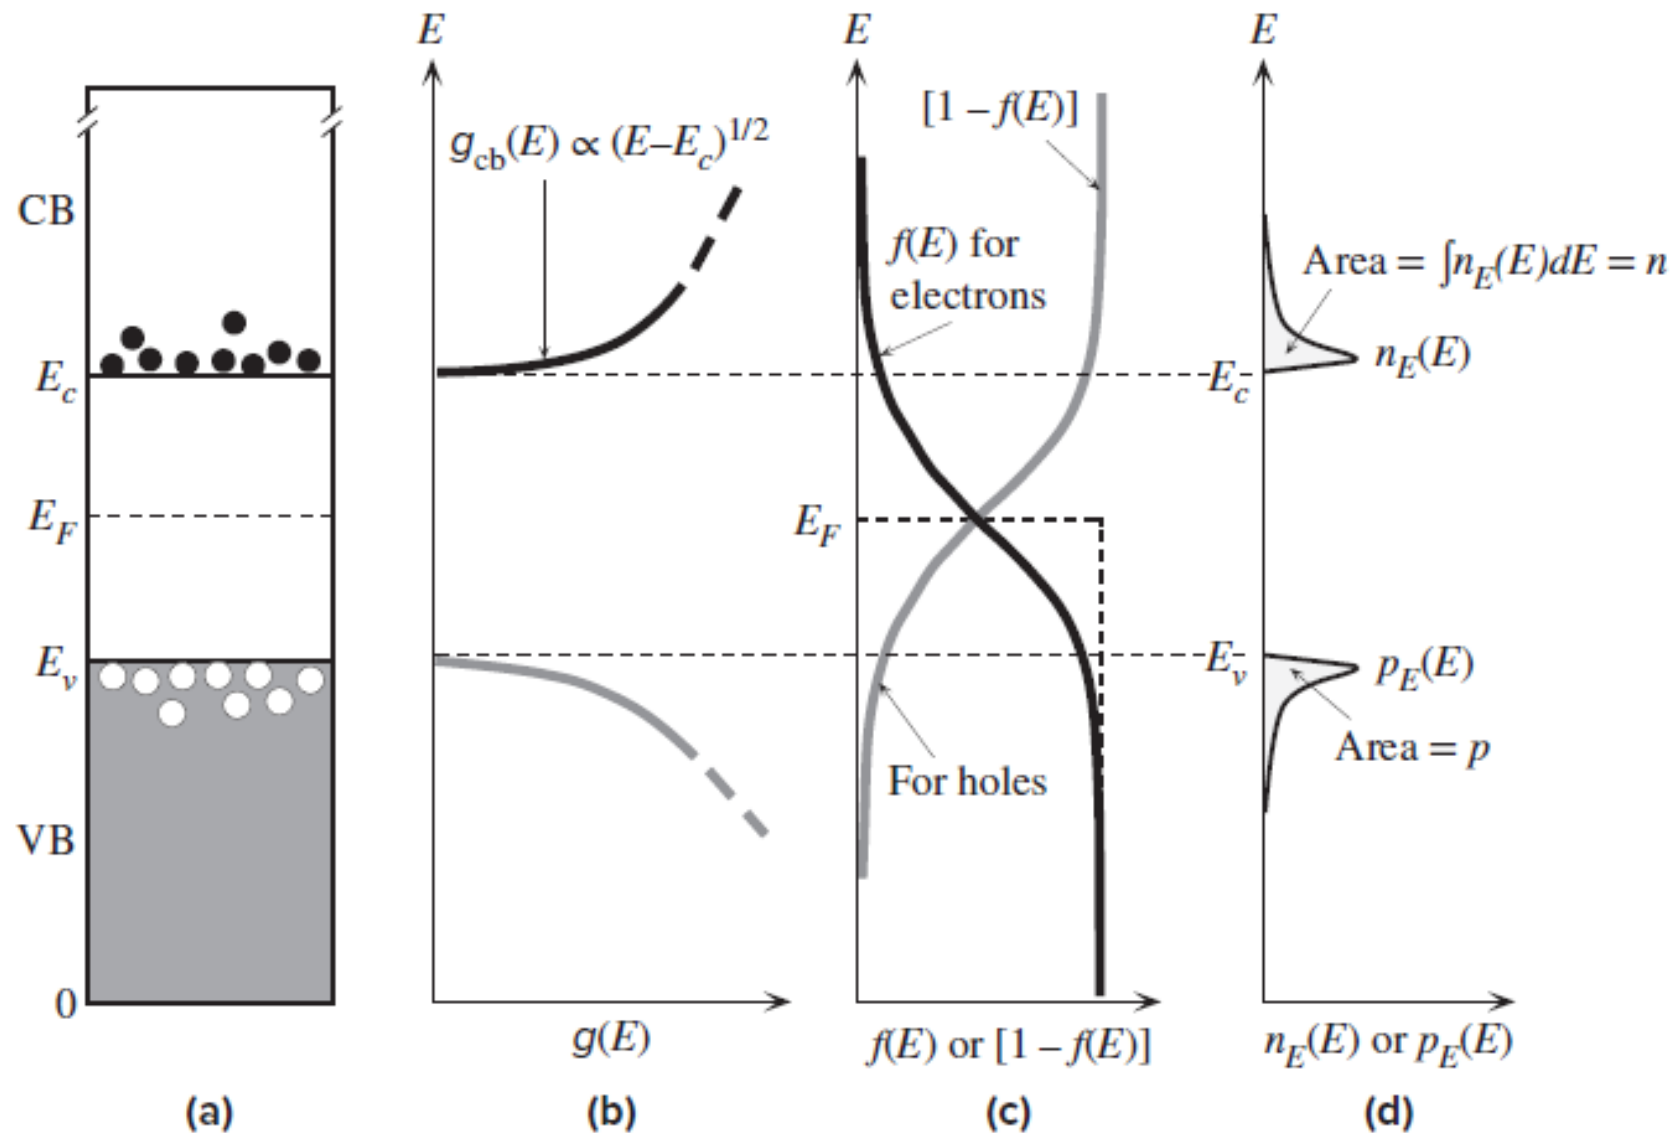 E
E
E
CB
E_c
E_F
E_v
VB
0
g_cb(E) ∝ (E–E_c)^1/2
g(E)
[1 – f(E)]
f(E) for
electrons
E_F
For holes
f(E) or [1 – f(E)]
Area = ∫n_E(E)dE = n
n_E(E)
E_c
E_v
p_E(E)
Area = p
n_E(E) or p_E(E)
(a)
(b)
(c)
(d)